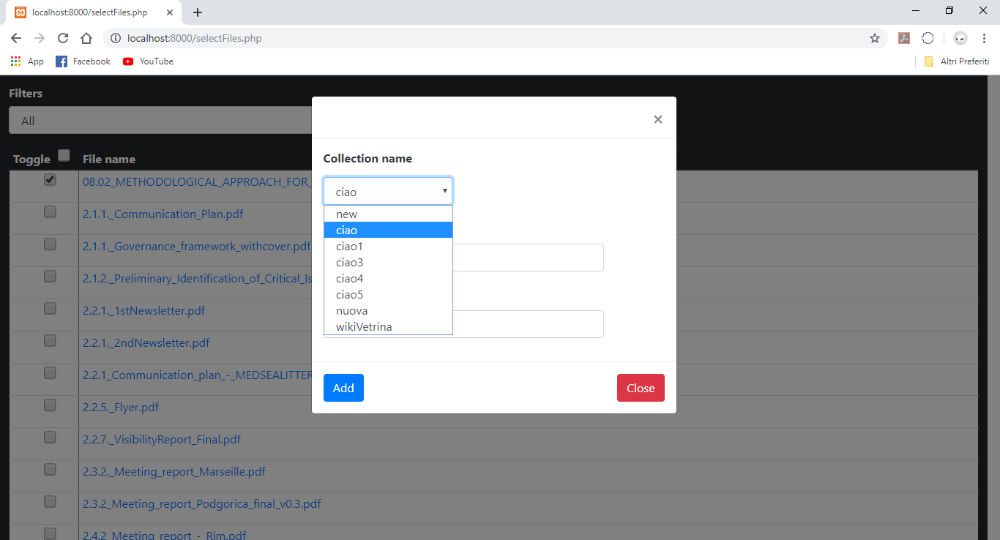 localhost:8000/selectFiles.php
localhost:8000/selectFiles.php
App Facebook YouTube Altri Preferiti
Filters
All
Toggle File name
08.02_METHODOLOGICAL_APPROACH_FOR_
2.1.1._Communication_Plan.pdf
2.1.1._Governance_framework_withcover.pdf
2.1.2._Preliminary_Identification_of_Critical_Is
2.2.1._1stNewsletter.pdf
2.2.1._2ndNewsletter.pdf
2.2.1_Communication_plan_-_MEDSEALITTER
2.2.5._Flyer.pdf
2.2.7._VisibilityReport_Final.pdf
2.3.2._Meeting_report_Marseille.pdf
2.3.2_Meeting_report_Podgorica_final_v0.3.pdf
2.4.2_Meeting_report_-_Rim.pdf
×
Collection name
ciao
new
ciao
ciao1
ciao3
ciao4
ciao5
nuova
wikiVetrina
Add Close